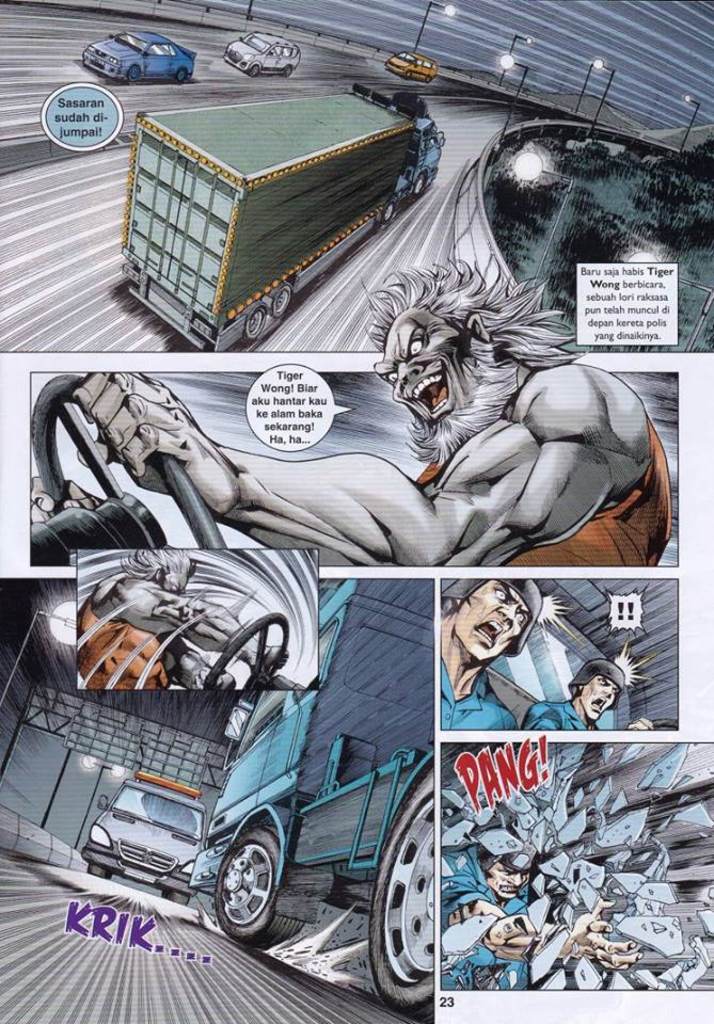 Sasaran
sudah di-
jumpai!
Baru saja habis Tiger
Wong berbicara,
sebuah lori raksasa
pun telah muncul di
depan kereta polis
yang dinaikinya.
Tiger
Wong! Biar
aku hantar kau
ke alam baka
sekarang!
Ha, ha...
!!
KRIK....
PANG!
23